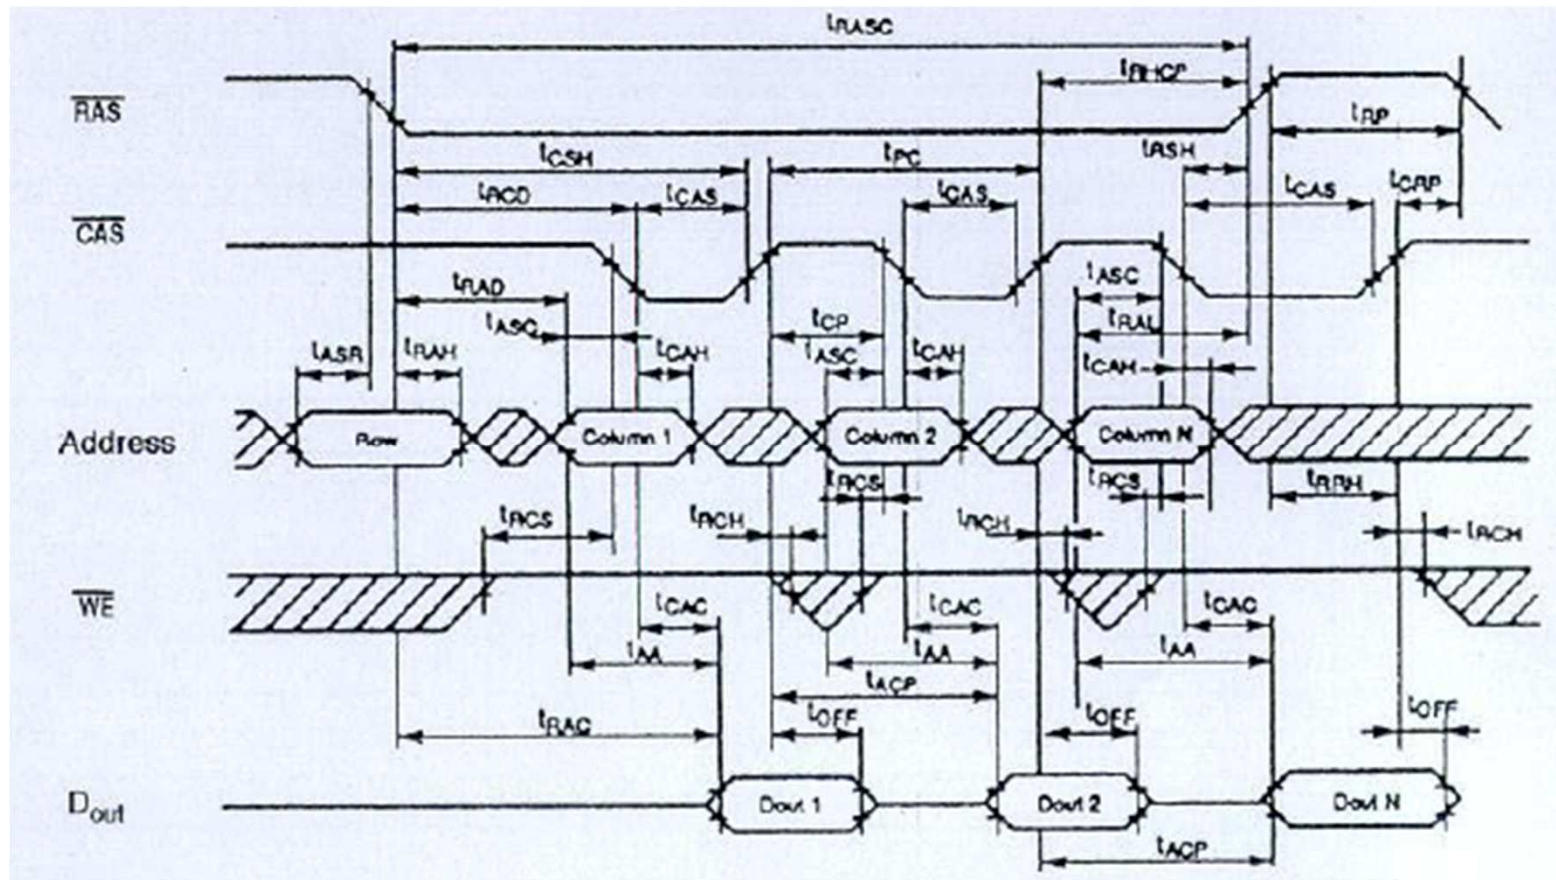 tRASC
tRHCP
RAS
tRP
tCSH
tPC
tRSH
tRCD
tCAS
tCAS
tCAS
tCRP
CAS
tRAD
tASC
tASC
tCP
tRAL
tASR
tRAH
tCAH
tASC
tCAH
tCAH
Address
Row
Column 1
Column 2
Column N
tRCS
tRCS
tRRH
tRCS
tRCH
tRCH
tRCH
WE
tCAC
tCAC
tCAC
tAA
tAA
tAA
tACP
tRAC
tOFF
tOFF
tOFF
Dout
Dout 1
Dout 2
Dout N
tACP